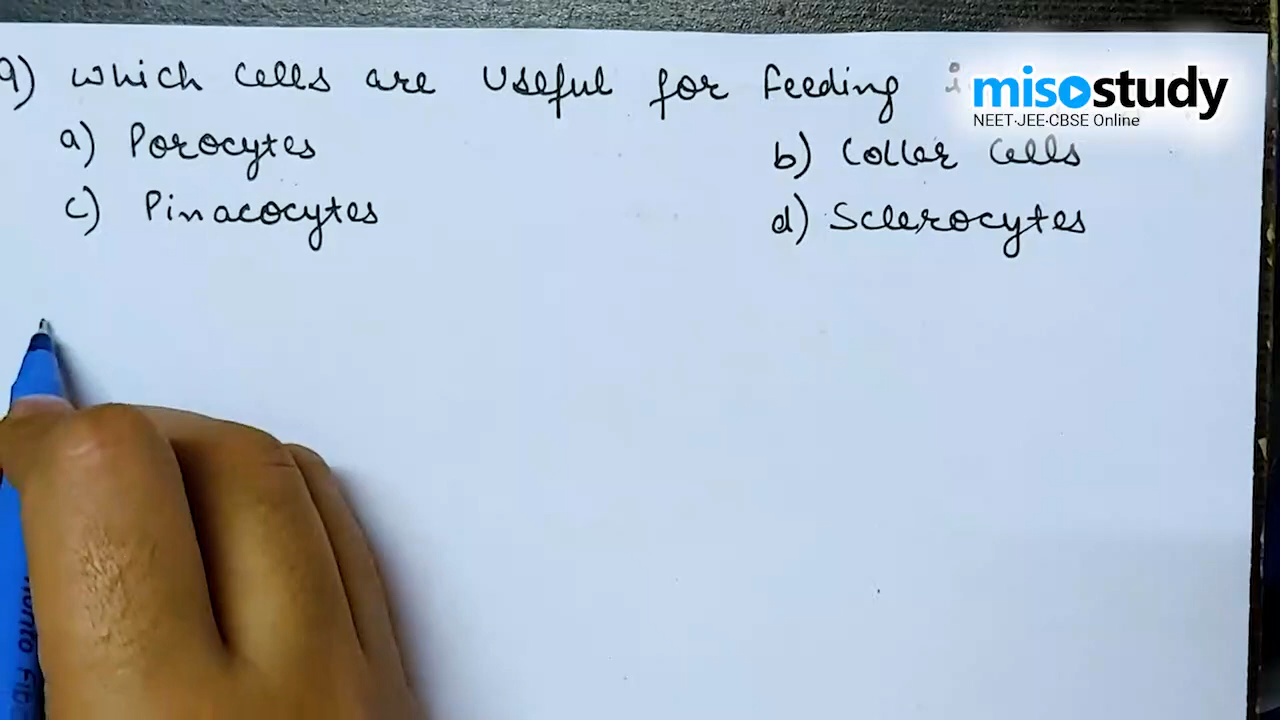 9) which cells are useful for feeding
misostudy
NEET·JEE·CBSE Online
a) Porocytes
b) Collar cells
c) Pinacocytes
d) Sclerocytes